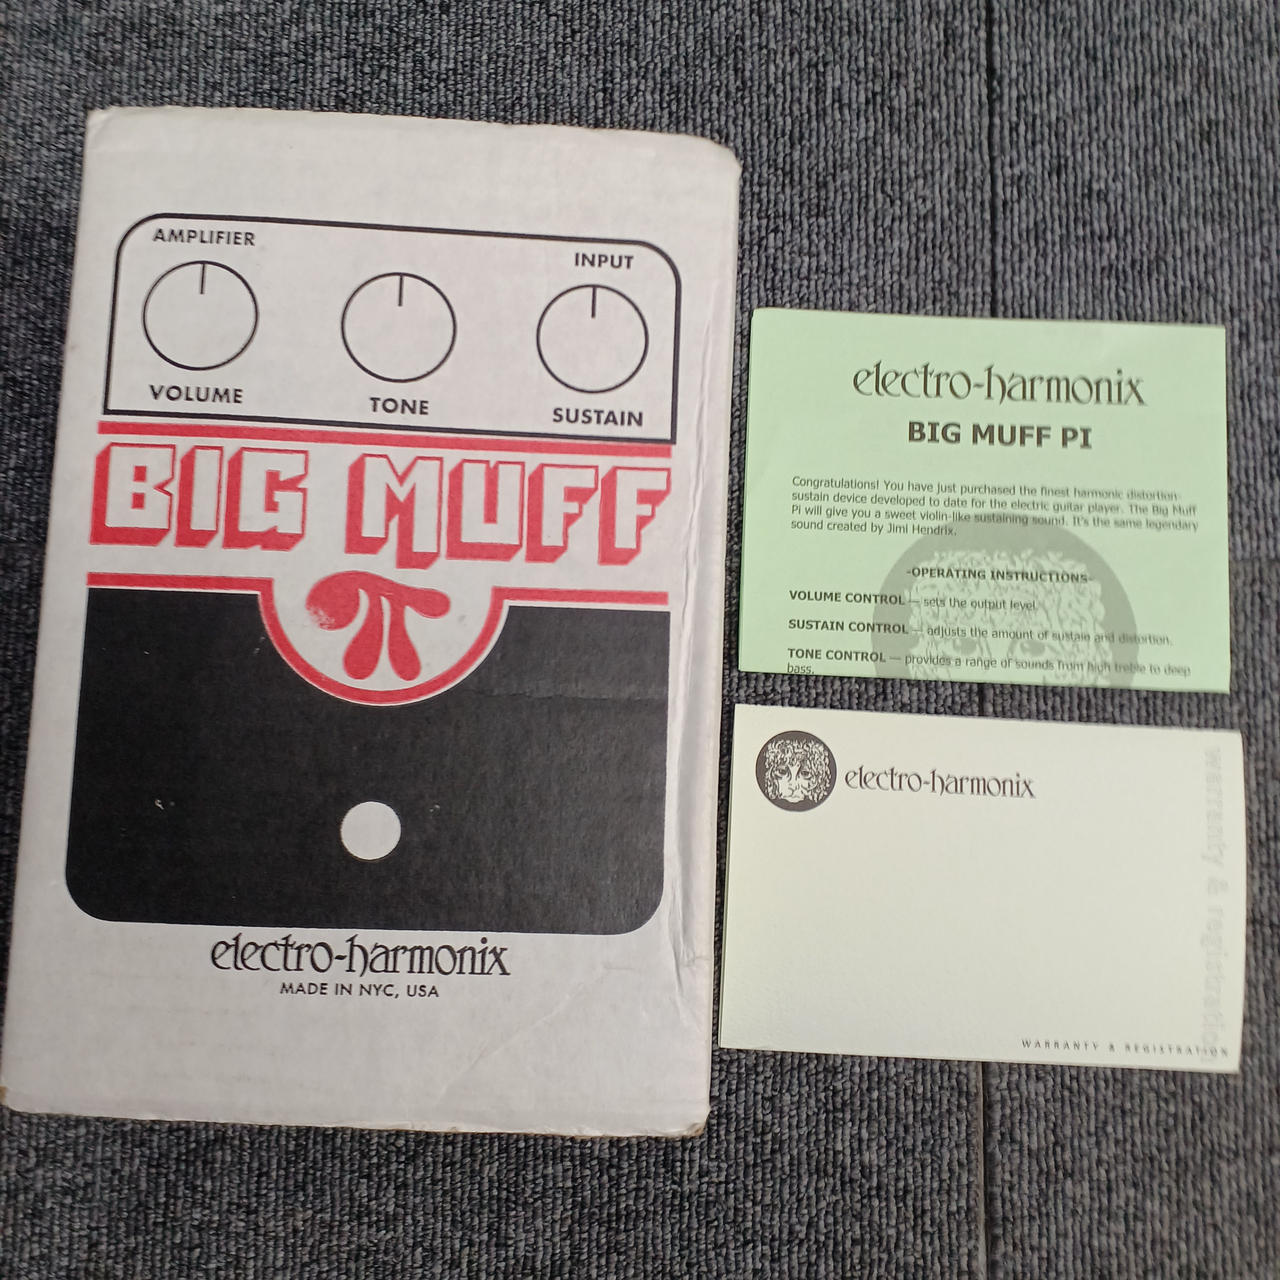 AMPLIFIER
INPUT
VOLUME
TONE
SUSTAIN
BIG MUFF
π
electro-harmonix
MADE IN NYC, USA
electro-harmonix
BIG MUFF PI
Congratulations! You have just purchased the finest harmonic distortion-
sustain device developed to date for the electric guitar player. The Big Muff
Pi will give you a sweet violin-like sustaining sound. It's the same legendary
sound created by Jimi Hendrix.
-OPERATING INSTRUCTIONS-
VOLUME CONTROL — sets the output level.
SUSTAIN CONTROL — adjusts the amount of sustain and distortion.
TONE CONTROL — provides a range of sounds from high treble to deep
bass.
electro-harmonix
warranty & registration
WARRANTY & REGISTRATION